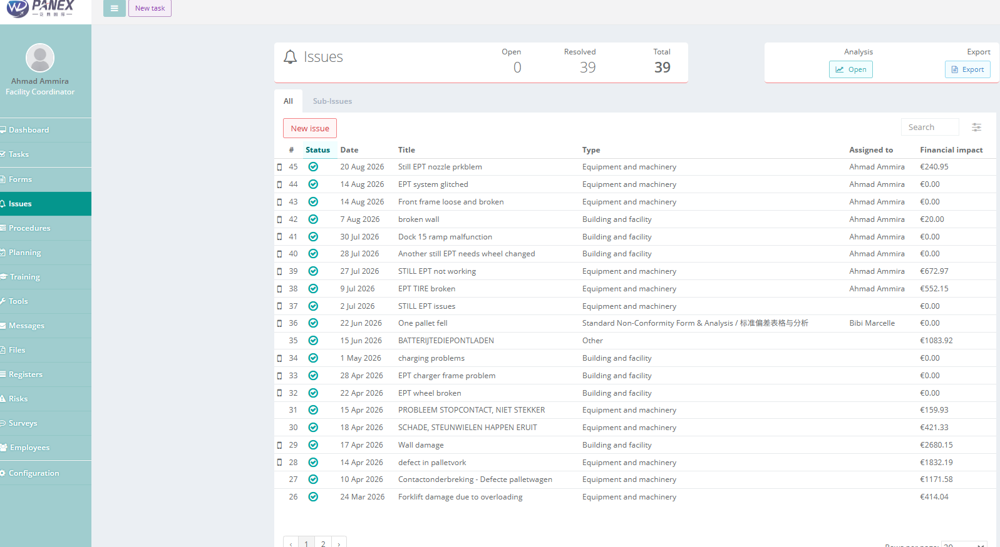 PANEX
泛鼎国际
New task
Ahmad Ammira
Facility Coordinator
Dashboard
Tasks
Forms
Issues
Procedures
Planning
Training
Tools
Messages
Files
Registers
Risks
Surveys
Employees
Configuration
Issues
Open Resolved Total
0 39 39
Analysis Export
Open Export
All Sub-Issues
New issue Search
# Status Date Title Type Assigned to Financial impact
45 20 Aug 2026 Still EPT nozzle prkblem Equipment and machinery Ahmad Ammira €240.95
44 14 Aug 2026 EPT system glitched Equipment and machinery Ahmad Ammira €0.00
43 14 Aug 2026 Front frame loose and broken Equipment and machinery Ahmad Ammira €0.00
42 7 Aug 2026 broken wall Building and facility Ahmad Ammira €20.00
41 30 Jul 2026 Dock 15 ramp malfunction Building and facility Ahmad Ammira €0.00
40 28 Jul 2026 Another still EPT needs wheel changed Building and facility Ahmad Ammira €0.00
39 27 Jul 2026 STILL EPT not working Equipment and machinery Ahmad Ammira €672.97
38 9 Jul 2026 EPT TIRE broken Equipment and machinery Ahmad Ammira €552.15
37 2 Jul 2026 STILL EPT issues Equipment and machinery €0.00
36 22 Jun 2026 One pallet fell Standard Non-Conformity Form & Analysis / 标准偏差表格与分析 Bibi Marcelle €0.00
35 15 Jun 2026 BATTERIJTEDIEPONTLADEN Other €1083.92
34 1 May 2026 charging problems Building and facility €0.00
33 28 Apr 2026 EPT charger frame problem Building and facility €0.00
32 22 Apr 2026 EPT wheel broken Building and facility €0.00
31 15 Apr 2026 PROBLEEM STOPCONTACT, NIET STEKKER Equipment and machinery €159.93
30 18 Apr 2026 SCHADE, STEUNWIELEN HAPPEN ERUIT Equipment and machinery €421.33
29 17 Apr 2026 Wall damage Building and facility €2680.15
28 14 Apr 2026 defect in palletvork Equipment and machinery €1832.19
27 10 Apr 2026 Contactonderbreking - Defecte palletwagen Equipment and machinery €1171.58
26 24 Mar 2026 Forklift damage due to overloading Equipment and machinery €414.04
‹ 1 2 ›
Rows per page: 20